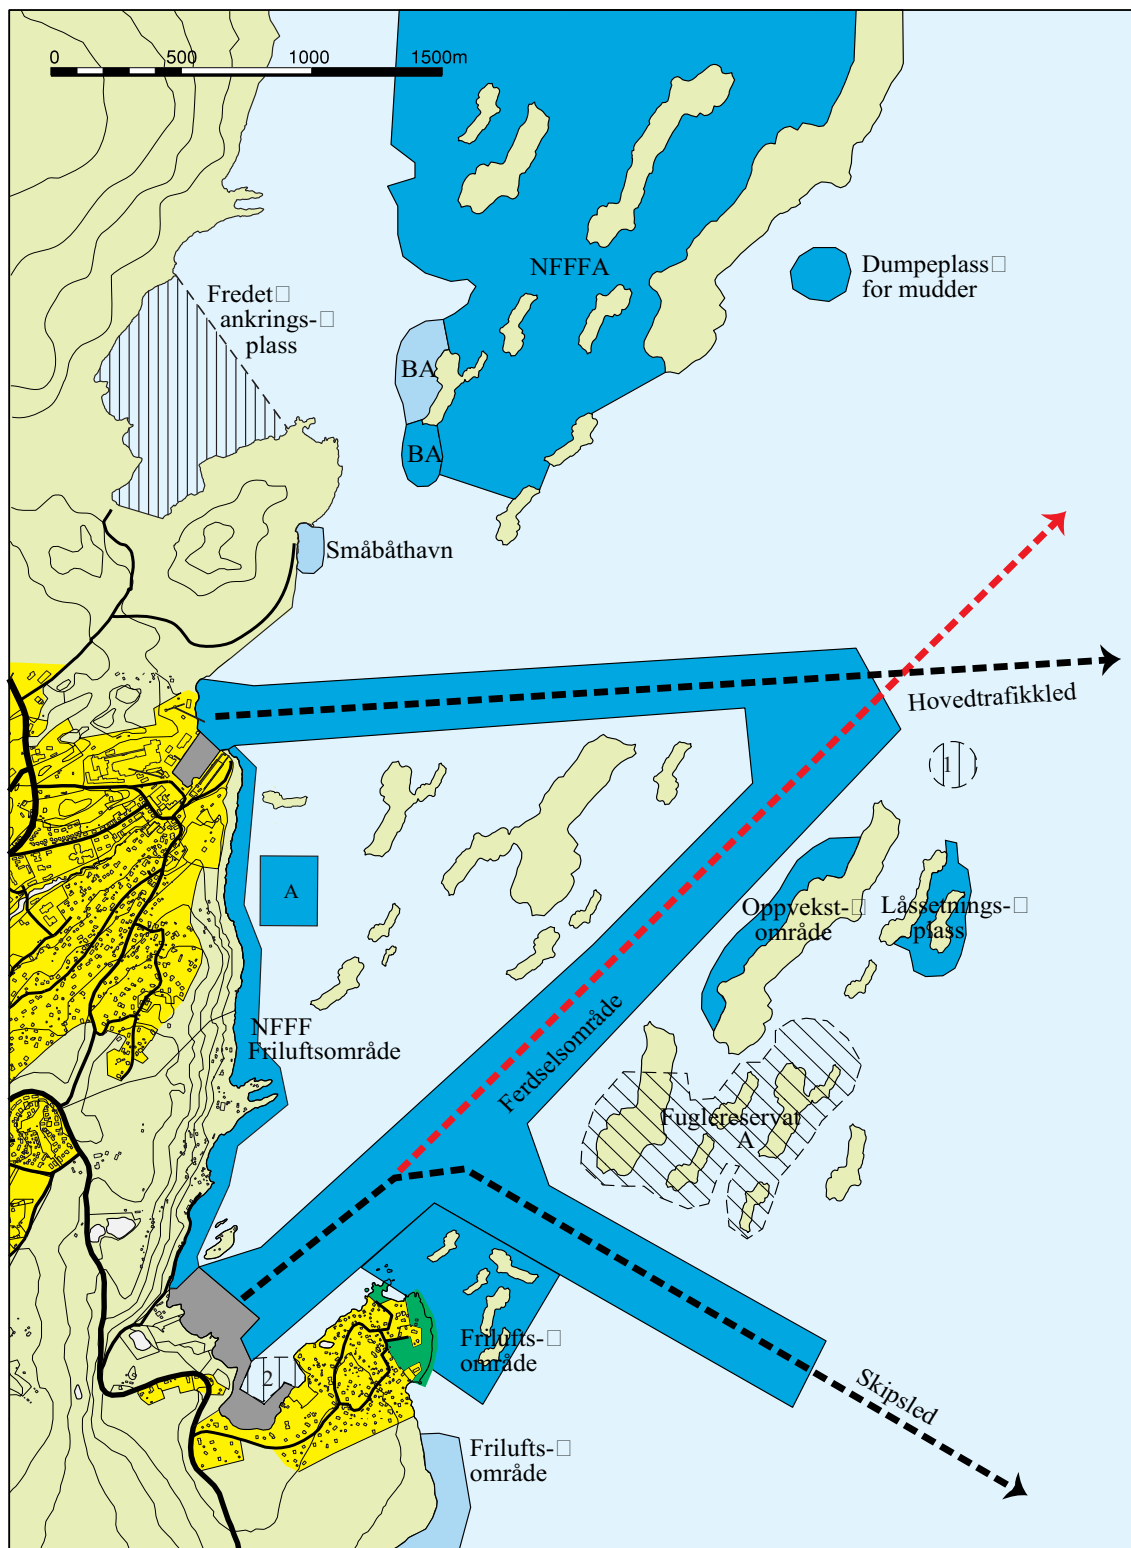 0 500 1000 1500m
NFFFA
Dumpeplass
for mudder
Fredet
ankrings-
plass
BA
BA
Småbåthavn
Hovedtrafikkled
1
A
Oppvekst-
område
Låssetnings-
plass
NFFF
Friluftsområde
Ferdselsområde
Fuglereservat
A
Frilufts-
område
2
Skipsled
Frilufts-
område